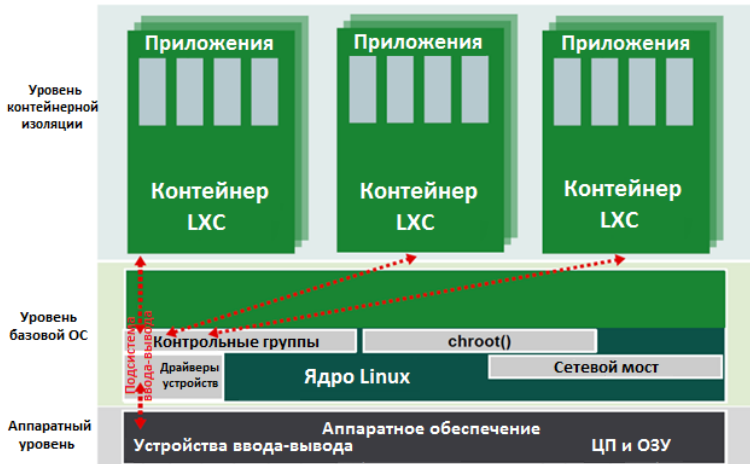 Уровень
контейнерной
изоляции
Приложения
Контейнер
LXC
Приложения
Контейнер
LXC
Приложения
Контейнер
LXC
Уровень
базовой ОС
Подсистема
ввода-вывода
Контрольные группы
chroot()
Драйверы
устройств
Ядро Linux
Сетевой мост
Аппаратный
уровень
Аппаратное обеспечение
Устройства ввода-вывода
ЦП и ОЗУ